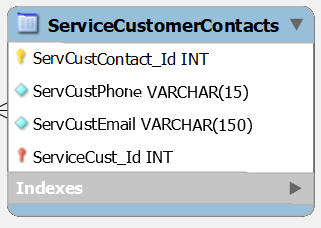 ServiceCustomerContacts
ServCustContact_Id INT
ServCustPhone VARCHAR(15)
ServCustEmail VARCHAR(150)
ServiceCust_Id INT
Indexes